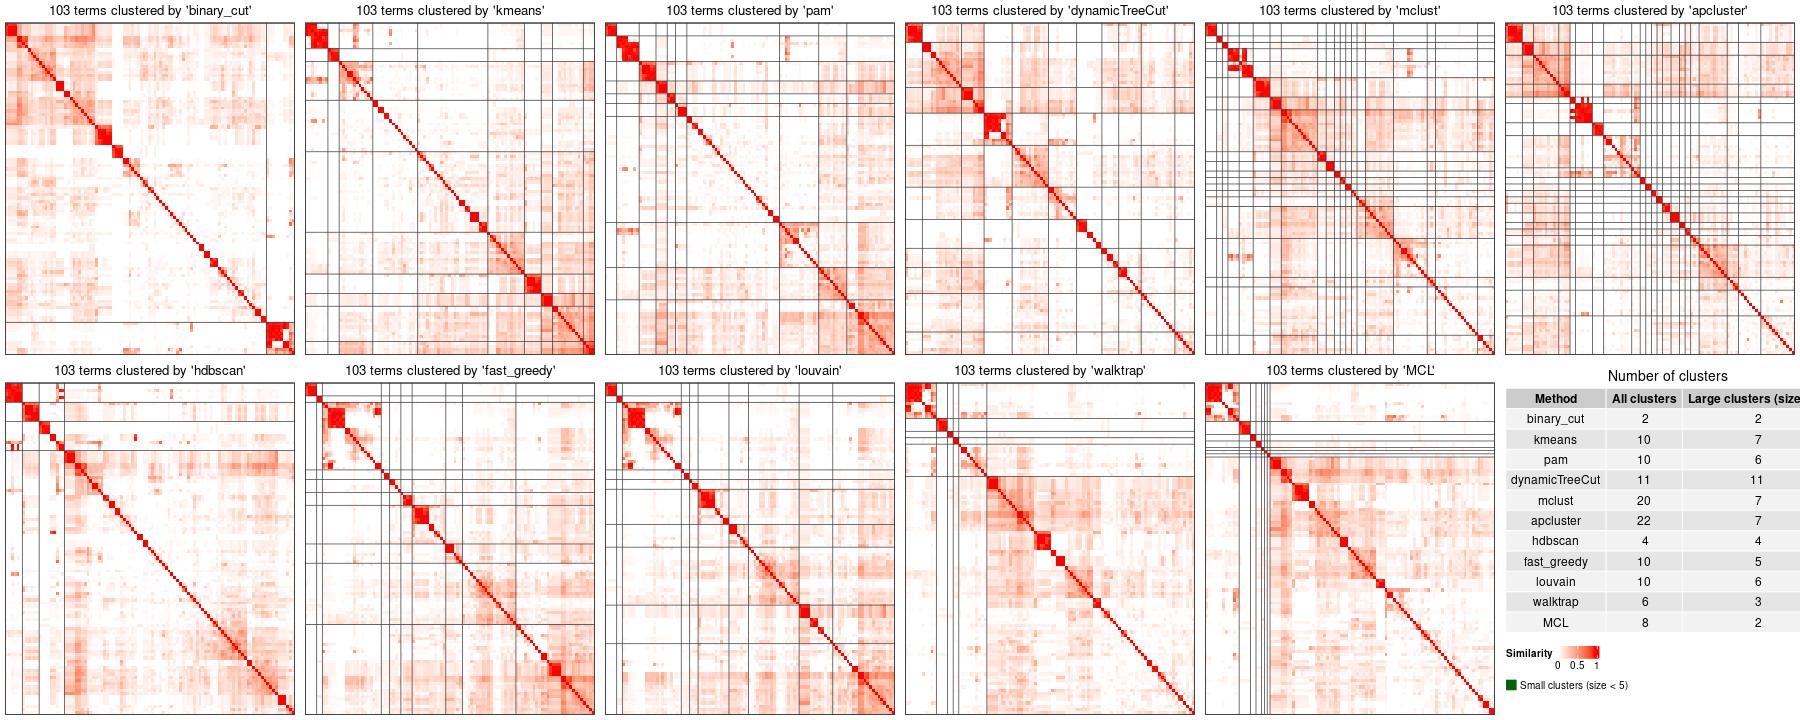 103 terms clustered by 'binary_cut'
103 terms clustered by 'kmeans'
103 terms clustered by 'pam'
103 terms clustered by 'dynamicTreeCut'
103 terms clustered by 'mclust'
103 terms clustered by 'apcluster'
103 terms clustered by 'hdbscan'
103 terms clustered by 'fast_greedy'
103 terms clustered by 'louvain'
103 terms clustered by 'walktrap'
103 terms clustered by 'MCL'
Number of clusters
Method All clusters Large clusters (size
binary_cut 2 2
kmeans 10 7
pam 10 6
dynamicTreeCut 11 11
mclust 20 7
apcluster 22 7
hdbscan 4 4
fast_greedy 10 5
louvain 10 6
walktrap 6 3
MCL 8 2
Similarity
0 0.5 1
Small clusters (size < 5)